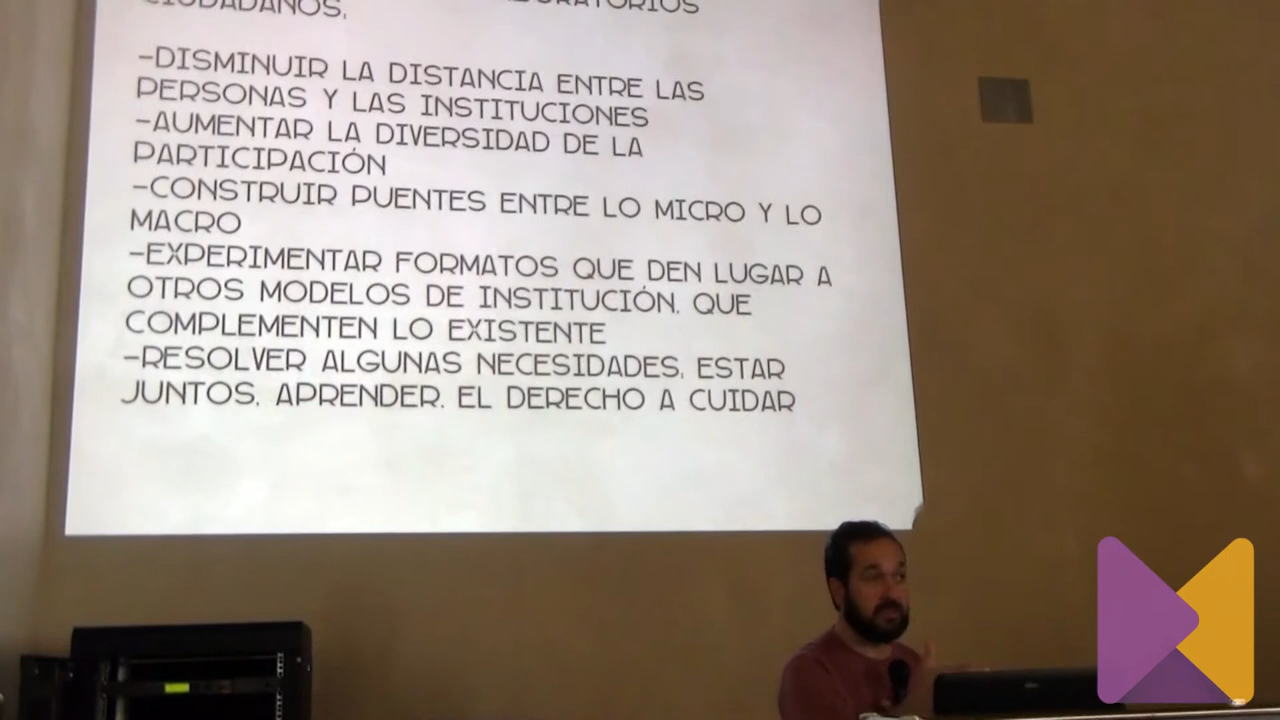 CIUDADANOS,
-DISMINUIR LA DISTANCIA ENTRE LAS
PERSONAS Y LAS INSTITUCIONES
-AUMENTAR LA DIVERSIDAD DE LA
PARTICIPACIÓN
-CONSTRUIR PUENTES ENTRE LO MICRO Y LO
MACRO
-EXPERIMENTAR FORMATOS QUE DEN LUGAR A
OTROS MODELOS DE INSTITUCIÓN, QUE
COMPLEMENTEN LO EXISTENTE
-RESOLVER ALGUNAS NECESIDADES, ESTAR
JUNTOS, APRENDER, EL DERECHO A CUIDAR